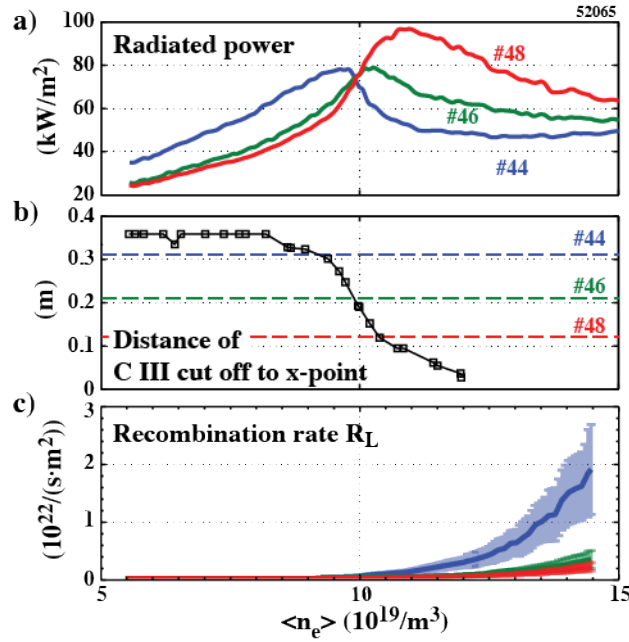 52065
a)
Radiated power
100
80
60
40
20
(kW/m²)
#48
#46
#44
b)
0.4
0.3
0.2
0.1
0
(m)
#44
#46
#48
Distance of
C III cut off to x-point
c)
Recombination rate R_L
3
2
1
0
(10²²/(s·m²)
5
10
15
<n_e> (10¹⁹/m³)